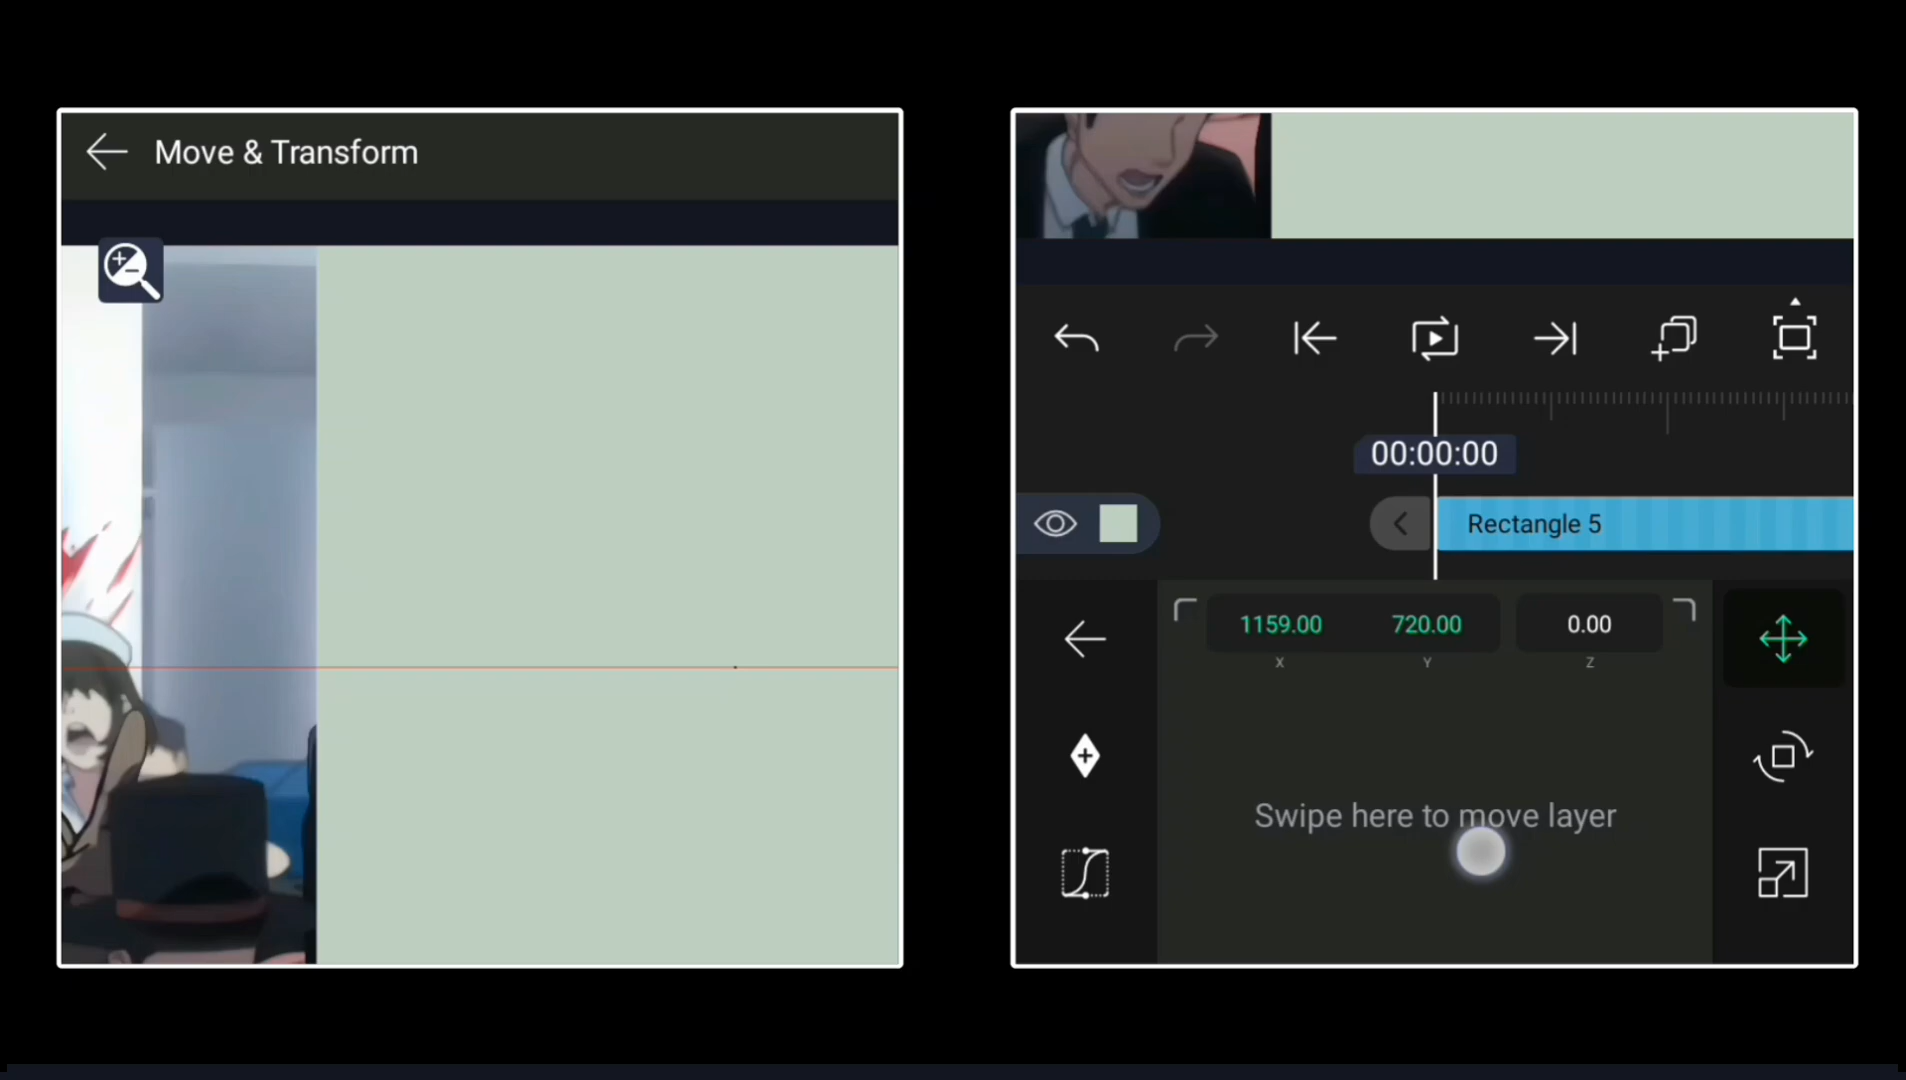 Move & Transform
00:00:00
Rectangle 5
1159.00 720.00 0.00
X Y Z
Swipe here to move layer